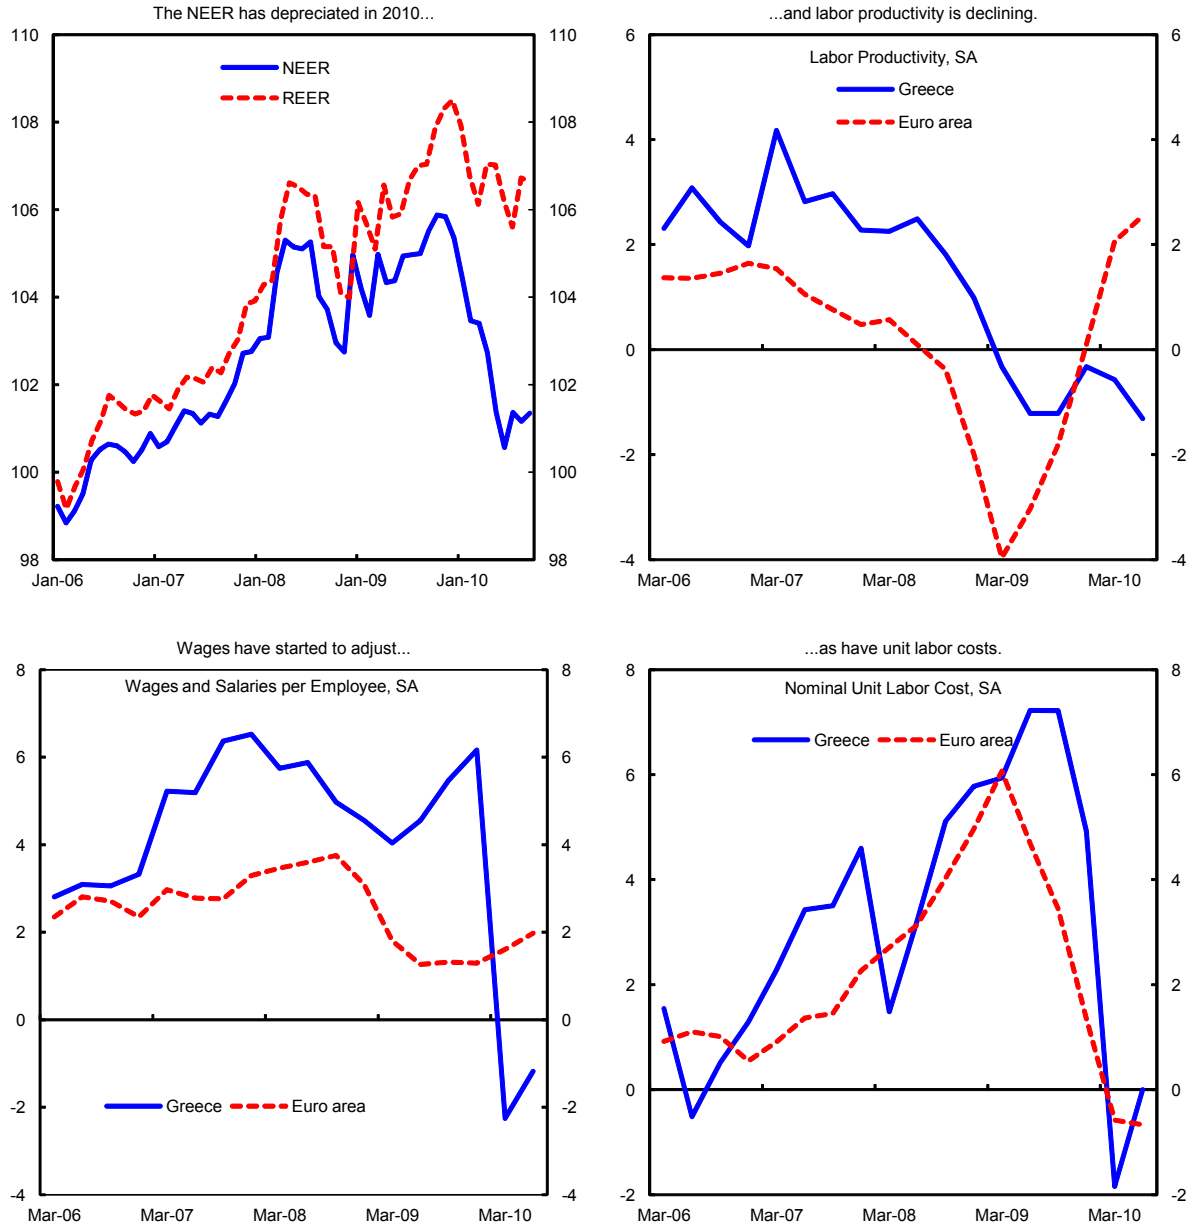 The NEER has depreciated in 2010...
110 110
NEER
REER
108 108
106 106
104 104
102 102
100 100
98 98
Jan-06 Jan-07 Jan-08 Jan-09 Jan-10
...and labor productivity is declining.
6 6
Labor Productivity, SA
Greece
Euro area
4 4
2 2
0 0
-2 -2
-4 -4
Mar-06 Mar-07 Mar-08 Mar-09 Mar-10
Wages have started to adjust...
8 8
Wages and Salaries per Employee, SA
6 6
4 4
2 2
0 0
-2 -2
Greece Euro area
-4 -4
Mar-06 Mar-07 Mar-08 Mar-09 Mar-10
...as have unit labor costs.
8 8
Nominal Unit Labor Cost, SA
Greece Euro area
6 6
4 4
2 2
0 0
-2 -2
Mar-06 Mar-07 Mar-08 Mar-09 Mar-10